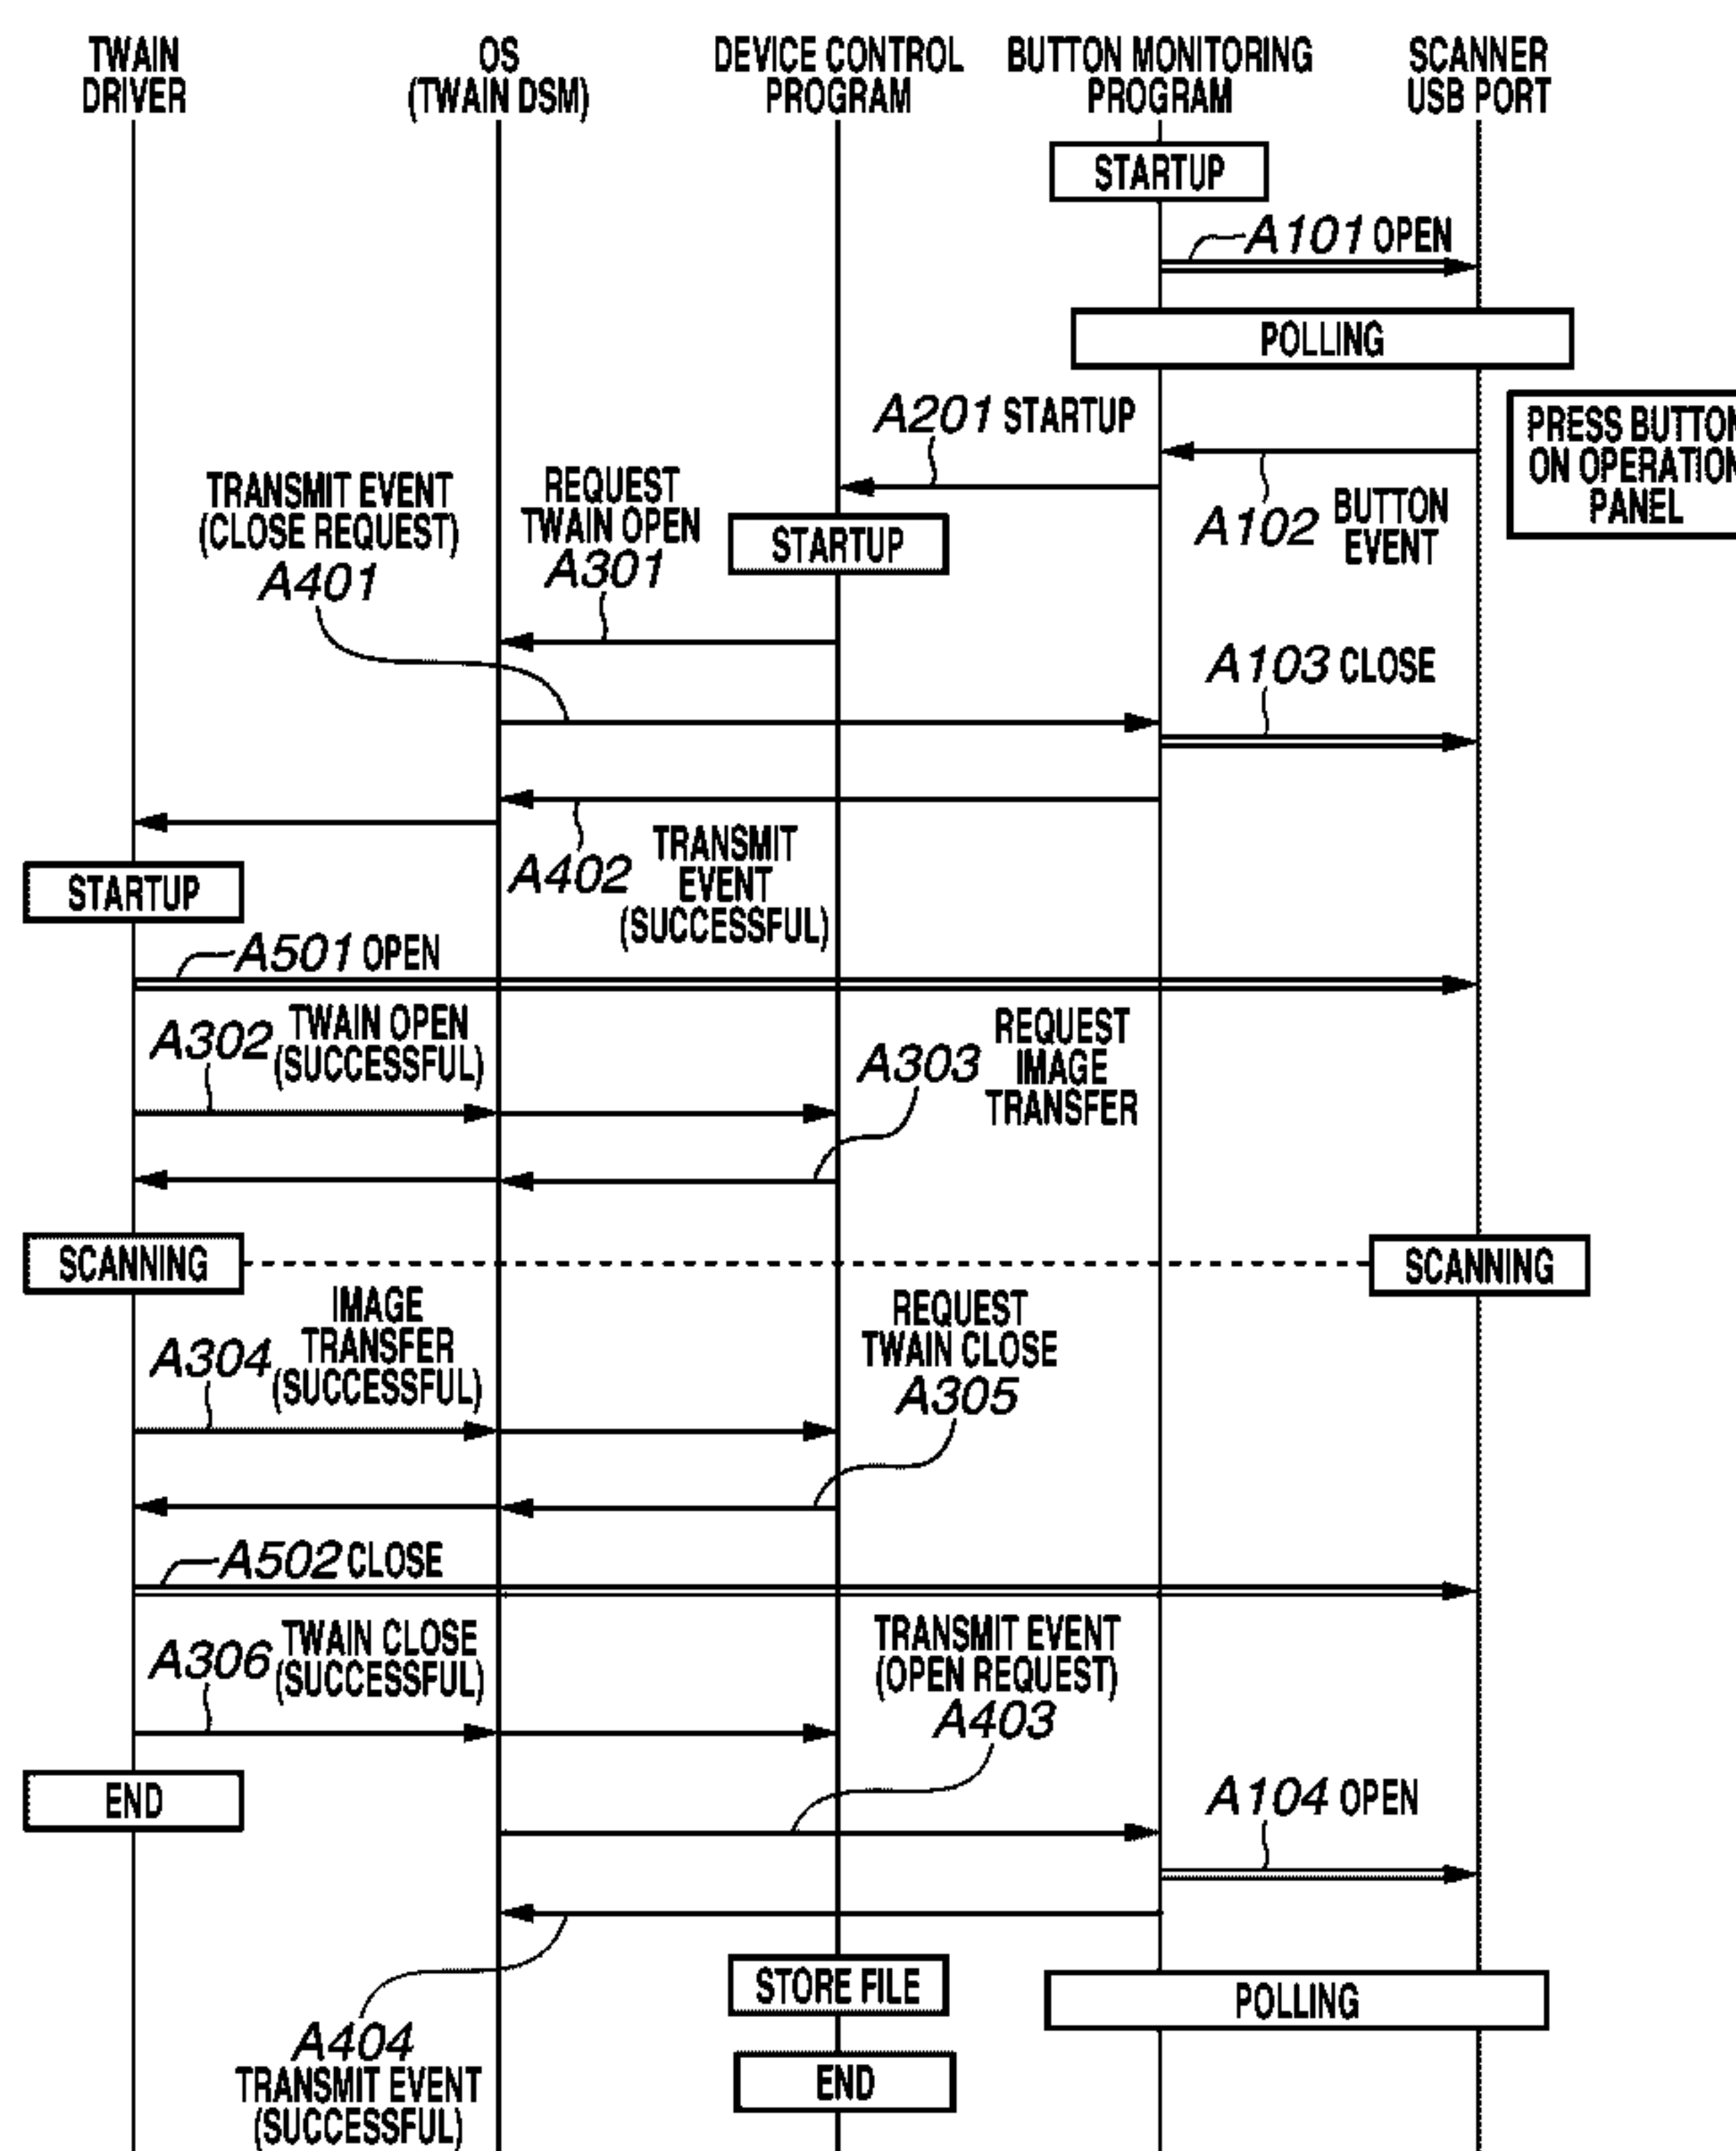 TWAIN
DRIVER
OS
(TWAIN DSM)
DEVICE CONTROL
PROGRAM
BUTTON MONITORING
PROGRAM
SCANNER
USB PORT
STARTUP
A101 OPEN
POLLING
A201 STARTUP
PRESS BUTTON
ON OPERATION
PANEL
A102 BUTTON
EVENT
TRANSMIT EVENT
(CLOSE REQUEST)
A401
REQUEST
TWAIN OPEN
A301
STARTUP
A103 CLOSE
A402 TRANSMIT
EVENT
(SUCCESSFUL)
STARTUP
A501 OPEN
A302 TWAIN OPEN
(SUCCESSFUL)
A303 REQUEST
IMAGE
TRANSFER
SCANNING
SCANNING
A304 IMAGE
TRANSFER
(SUCCESSFUL)
REQUEST
TWAIN CLOSE
A305
A502 CLOSE
A306 TWAIN CLOSE
(SUCCESSFUL)
TRANSMIT EVENT
(OPEN REQUEST)
A403
END
A104 OPEN
STORE FILE
POLLING
A404
TRANSMIT EVENT
(SUCCESSFUL)
END